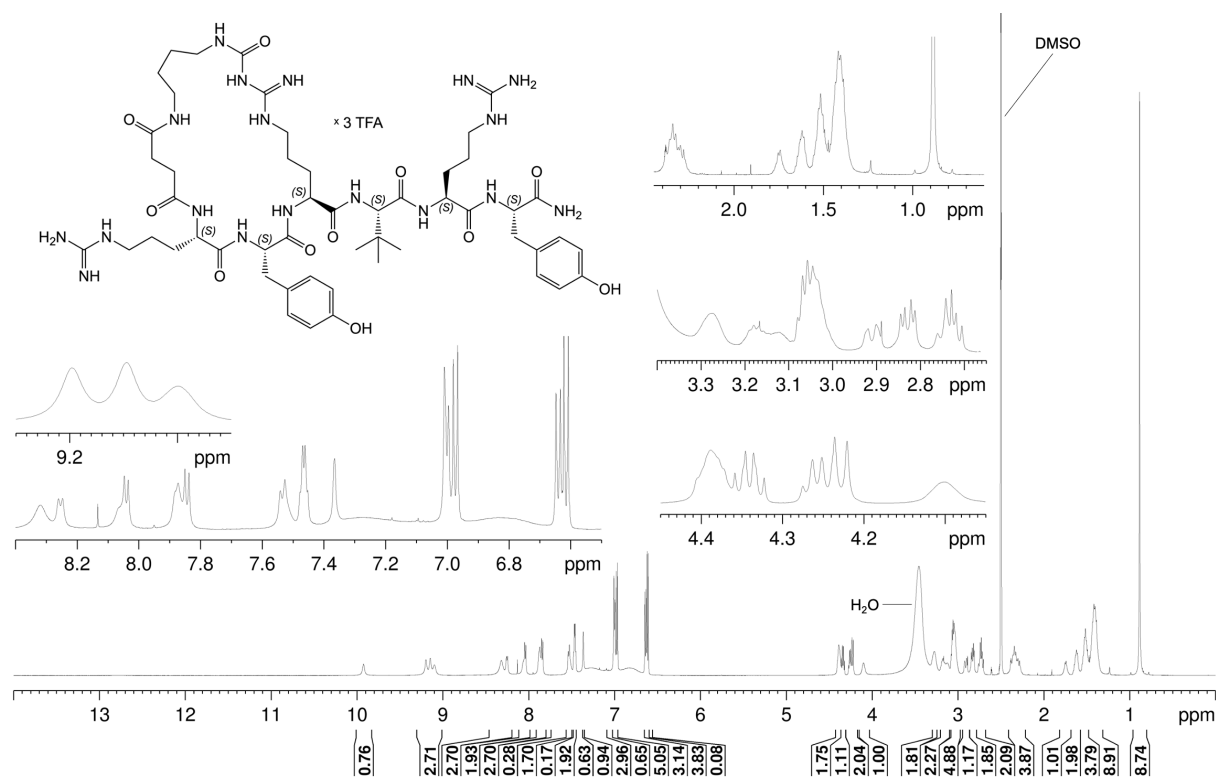 H
N
O
HN
NH
HN
NH
O
O
HN
NH2
NH
× 3 TFA
H
N
(S)
H2N
H
N
NH
(S)
O
H
N
(S)
O
OH
H
N
(S)
O
H
N
(S)
O
N
H
(S)
O
H
N
(S)
O
NH2
OH
DMSO
2.0 1.5 1.0 ppm
3.3 3.2 3.1 3.0 2.9 2.8 ppm
4.4 4.3 4.2 ppm
9.2 ppm
8.2 8.0 7.8 7.6 7.4 7.2 7.0 6.8 ppm
H2O
13 12 11 10 9 8 7 6 5 4 3 2 1 ppm
0.76 2.71 2.70 1.93 2.70 0.28 1.70 0.17 1.92 0.63 0.94 2.96 0.65 5.05 3.14 3.83 0.08 1.75 1.11 2.04 1.00 1.81 2.27 4.88 1.17 1.85 2.09 3.87 1.01 1.98 3.79 8.91 8.74